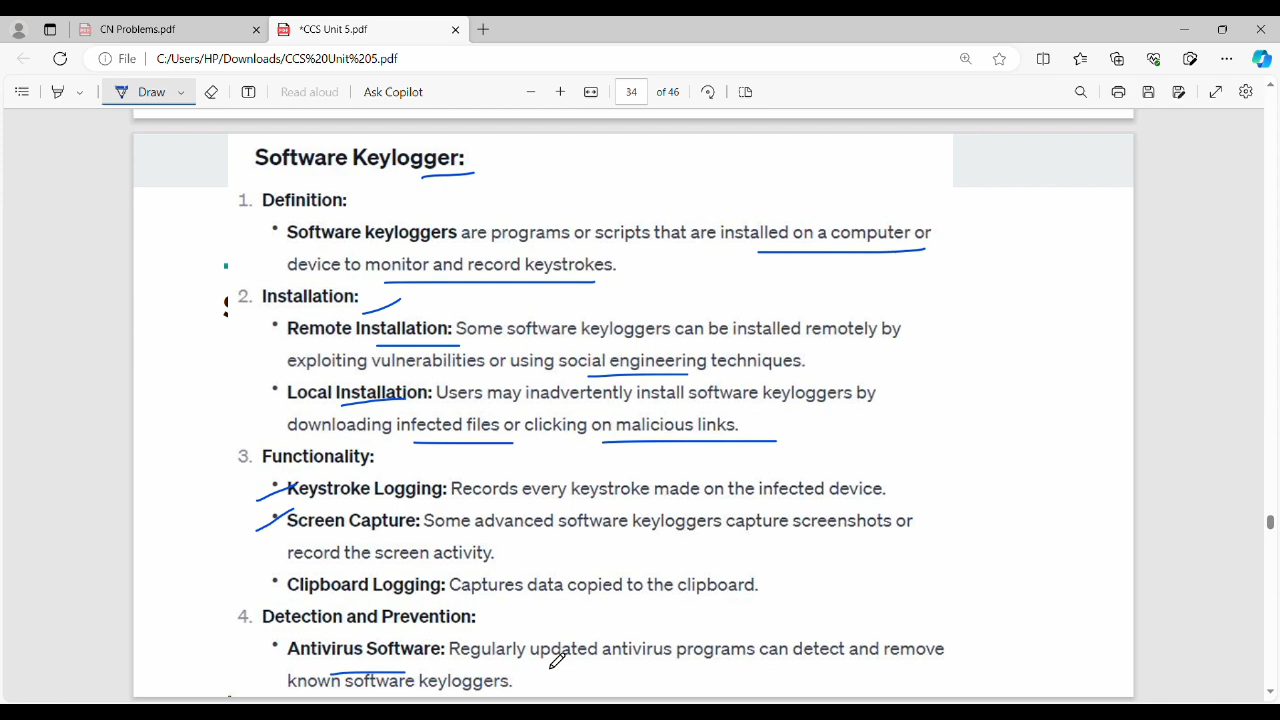 CN Problems.pdf
*CCS Unit 5.pdf
File
C:/Users/HP/Downloads/CCS%20Unit%205.pdf
Draw
Read aloud
Ask Copilot
34
of 46
Software Keylogger:
1. Definition:
• Software keyloggers are programs or scripts that are installed on a computer or
device to monitor and record keystrokes.
2. Installation:
• Remote Installation: Some software keyloggers can be installed remotely by
exploiting vulnerabilities or using social engineering techniques.
• Local Installation: Users may inadvertently install software keyloggers by
downloading infected files or clicking on malicious links.
3. Functionality:
• Keystroke Logging: Records every keystroke made on the infected device.
• Screen Capture: Some advanced software keyloggers capture screenshots or
record the screen activity.
• Clipboard Logging: Captures data copied to the clipboard.
4. Detection and Prevention:
• Antivirus Software: Regularly updated antivirus programs can detect and remove
known software keyloggers.